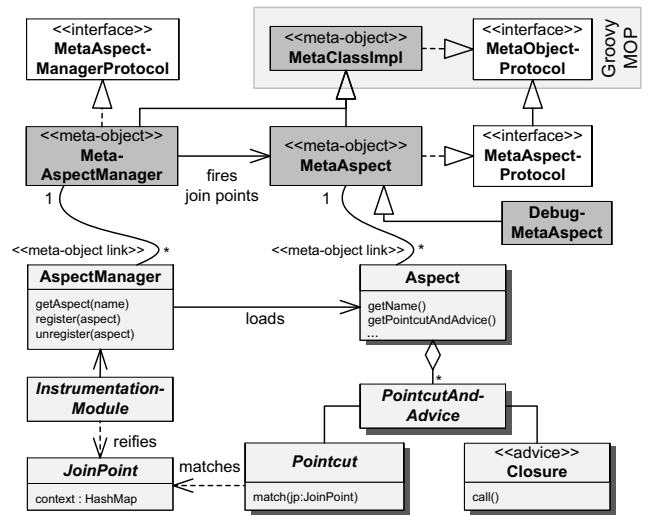 <<interface>>
MetaAspect-
ManagerProtocol
<<meta-object>>
MetaClassImpl
<<interface>>
MetaObject-
Protocol
Groovy
MOP
<<meta-object>>
Meta-
AspectManager
fires
join points
<<meta-object>>
MetaAspect
<<interface>>
MetaAspect-
Protocol
Debug-
MetaAspect
1
1
<<meta-object link>>
*
<<meta-object link>>
*
AspectManager
getAspect(name)
register(aspect)
unregister(aspect)
loads
Aspect
getName()
getPointcutAndAdvice()
...
*
Instrumentation-
Module
PointcutAnd-
Advice
reifies
JoinPoint
context : HashMap
matches
Pointcut
match(jp:JoinPoint)
<<advice>>
Closure
call()